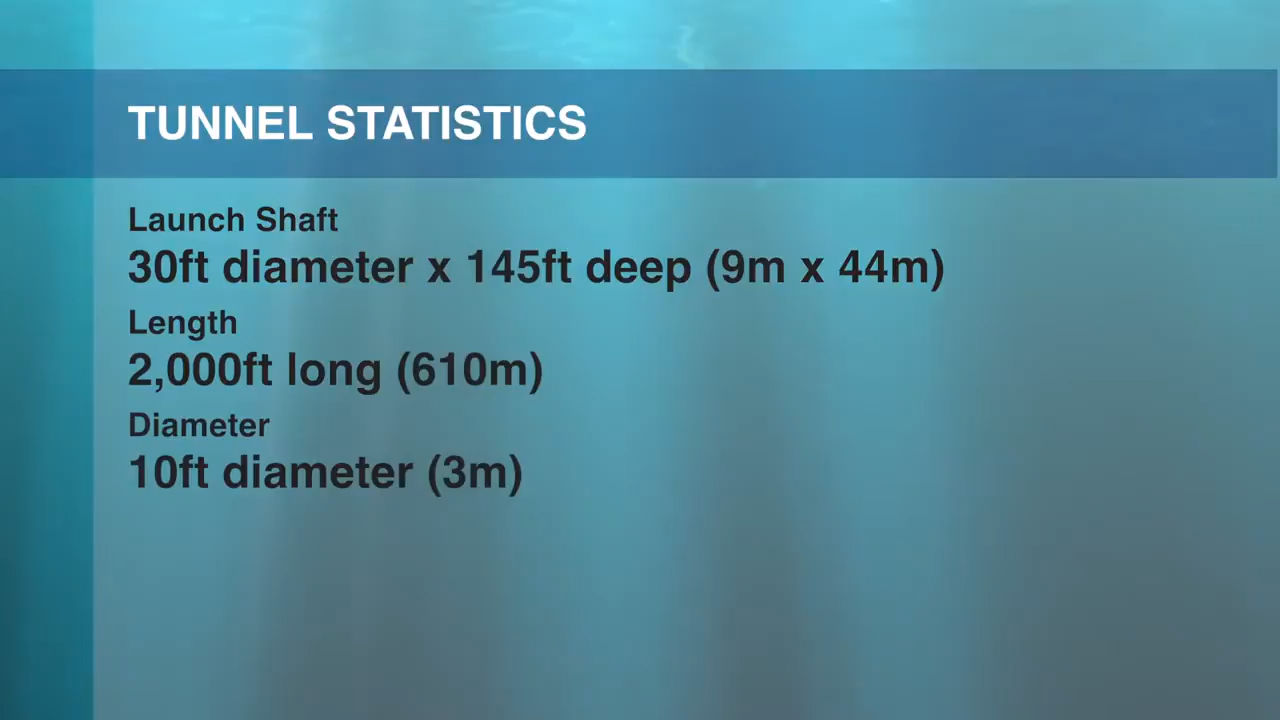 TUNNEL STATISTICS
Launch Shaft
30ft diameter x 145ft deep (9m x 44m)
Length
2,000ft long (610m)
Diameter
10ft diameter (3m)